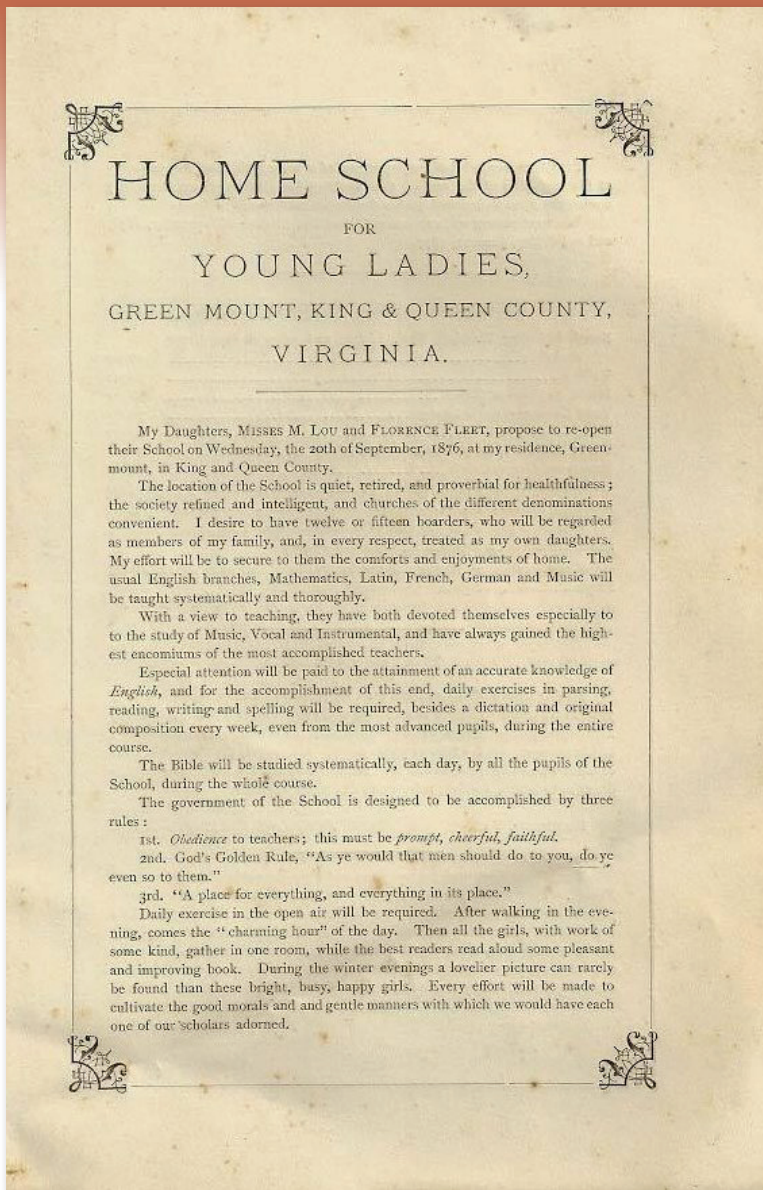 HOME SCHOOL
FOR
YOUNG LADIES,
GREEN MOUNT, KING & QUEEN COUNTY,
VIRGINIA.
My Daughters, MISSES M. LOU and FLORENCE FLEET, propose to re-open
their School on Wednesday, the 20th of September, 1876, at my residence, Green-
mount, in King and Queen County.
The location of the School is quiet, retired, and proverbial for healthfulness ;
the society refined and intelligent, and churches of the different denominations
convenient. I desire to have twelve or fifteen boarders, who will be regarded
as members of my family, and, in every respect, treated as my own daughters.
My effort will be to secure to them the comforts and enjoyments of home. The
usual English branches, Mathematics, Latin, French, German and Music will
be taught systematically and thoroughly.
With a view to teaching, they have both devoted themselves especially to
to the study of Music, Vocal and Instrumental, and have always gained the high-
est encomiums of the most accomplished teachers.
Especial attention will be paid to the attainment of an accurate knowledge of
English, and for the accomplishment of this end, daily exercises in parsing,
reading, writing and spelling will be required, besides a dictation and original
composition every week, even from the most advanced pupils, during the entire
course.
The Bible will be studied systematically, each day, by all the pupils of the
School, during the whole course.
The government of the School is designed to be accomplished by three
rules :
1st. Obedience to teachers ; this must be prompt, cheerful, faithful.
2nd. God's Golden Rule, "As ye would that men should do to you, do ye
even so to them."
3rd. "A place for everything, and everything in its place."
Daily exercise in the open air will be required. After walking in the eve-
ning, comes the "charming hour" of the day. Then all the girls, with work of
some kind, gather in one room, while the best readers read aloud some pleasant
and improving book. During the winter evenings a lovelier picture can rarely
be found than these bright, busy, happy girls. Every effort will be made to
cultivate the good morals and and gentle manners with which we would have each
one of our scholars adorned.